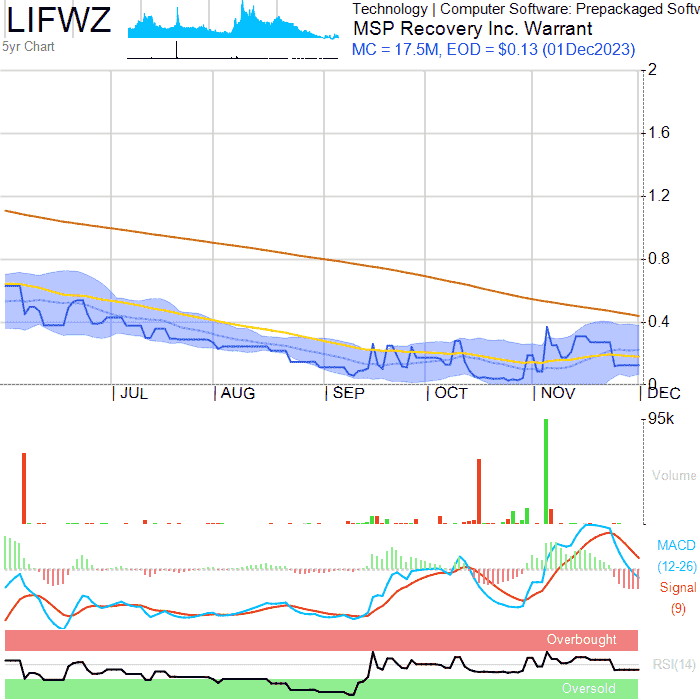 LIFWZ
5yr Chart
Technology | Computer Software: Prepackaged Softw
MSP Recovery Inc. Warrant
MC = 17.5M, EOD = $0.13 (01Dec2023)
2
1.6
1.2
0.8
0.4
0
JUL AUG SEP OCT NOV DEC
95k
Volume
MACD
(12-26)
Signal
(9)
Overbought
RSI(14)
Oversold